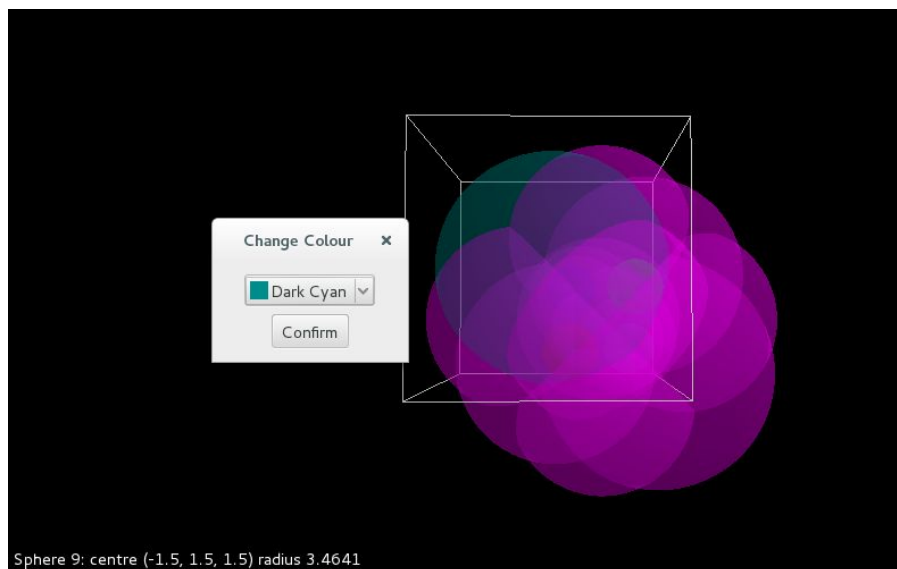 Change Colour ×
Dark Cyan
Confirm
Sphere 9: centre (-1.5, 1.5, 1.5) radius 3.4641